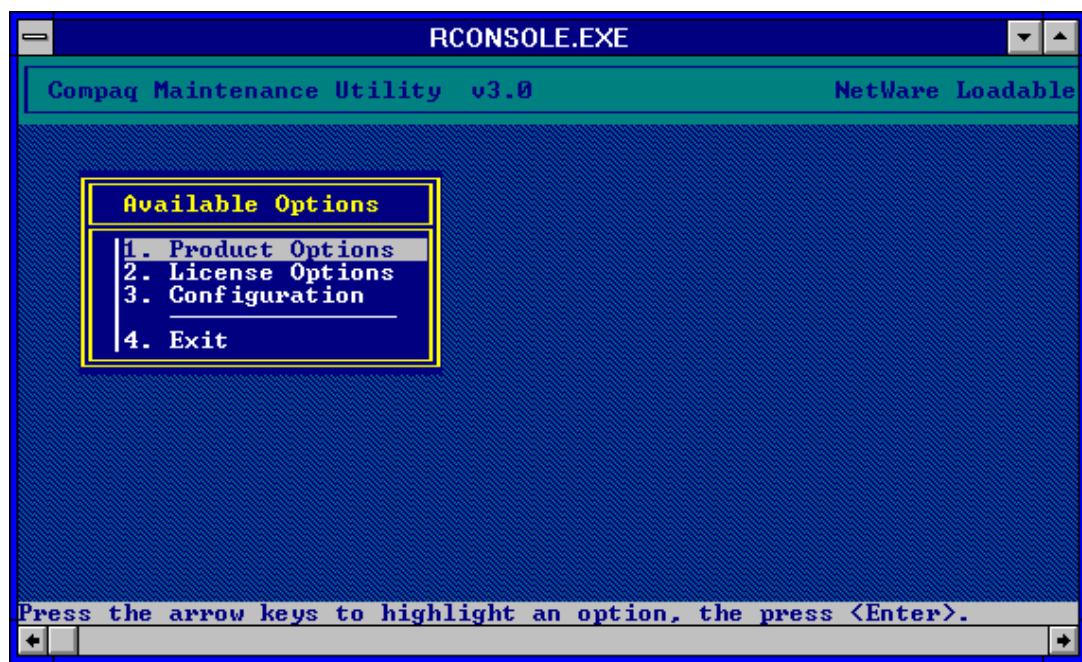 RCONSOLE.EXE
Compaq Maintenance Utility v3.0 NetWare Loadable
Available Options
1. Product Options
2. License Options
3. Configuration
4. Exit
Press the arrow keys to highlight an option, the press <Enter>.